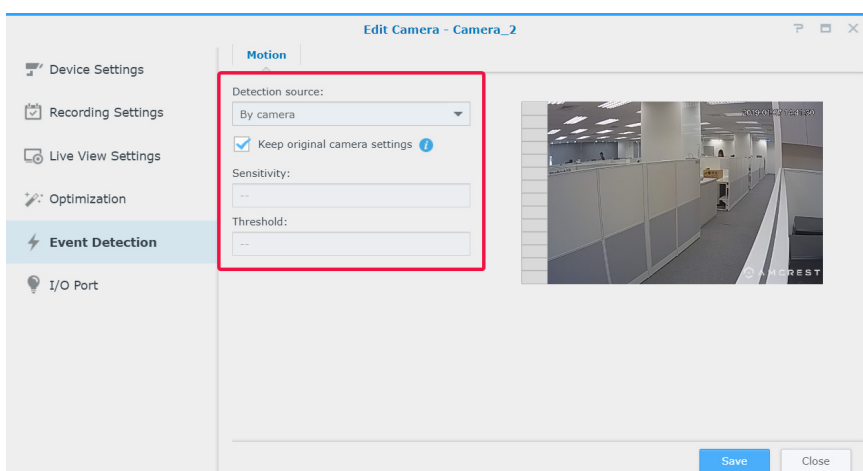 Edit Camera - Camera_2
Device Settings
Recording Settings
Live View Settings
Optimization
Event Detection
I/O Port
Motion
Detection source:
By camera
Keep original camera settings
Sensitivity:
--
Threshold:
--
AMCREST
Save
Close